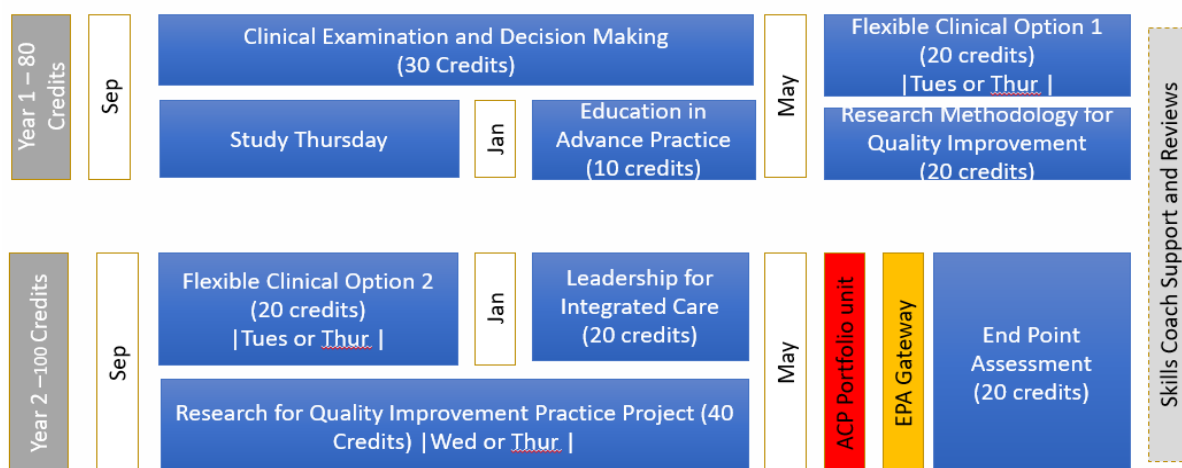 Year 1 – 80
Credits
Sep
Clinical Examination and Decision Making
(30 Credits)
Study Thursday
Jan
Education in
Advance Practice
(10 credits)
May
Flexible Clinical Option 1
(20 credits)
|Tues or Thur |
Research Methodology for
Quality Improvement
(20 credits)
Year 2 –100 Credits
Sep
Flexible Clinical Option 2
(20 credits)
|Tues or Thur |
Jan
Leadership for
Integrated Care
(20 credits)
Research for Quality Improvement Practice Project (40
Credits) |Wed or Thur |
May
ACP Portfolio unit
EPA Gateway
End Point
Assessment
(20 credits)
Skills Coach Support and Reviews